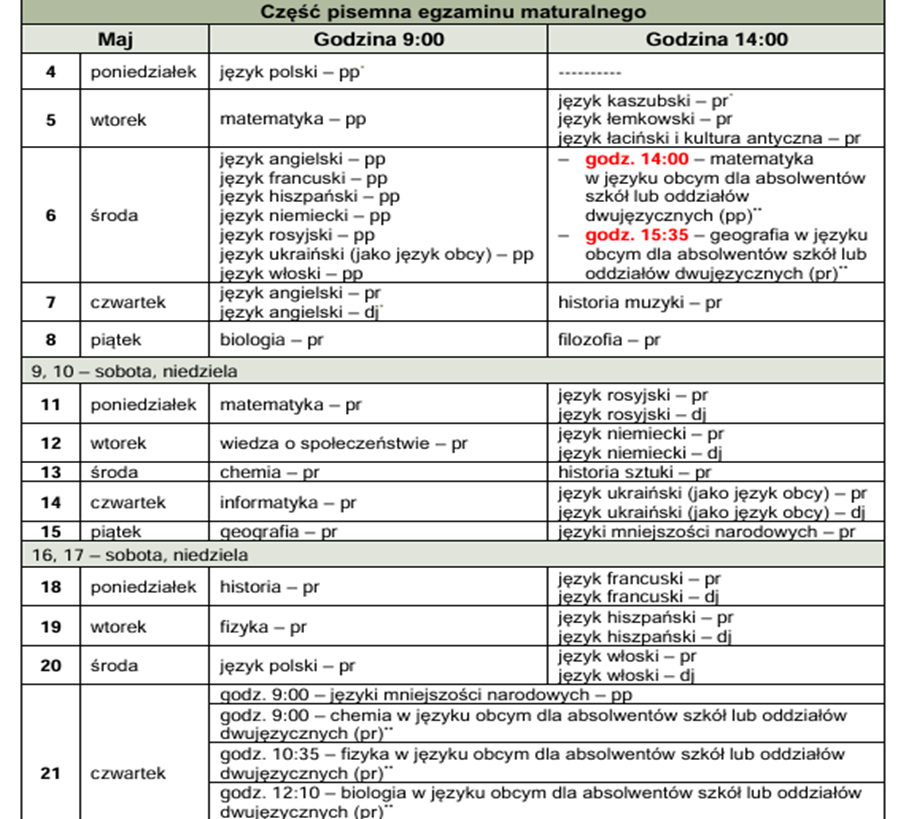 Część pisemna egzaminu maturalnego
Maj Godzina 9:00 Godzina 14:00
4 poniedziałek język polski – pp* ----------
5 wtorek matematyka – pp
język kaszubski – pr*
język łemkowski – pr
język łaciński i kultura antyczna – pr
6 środa
język angielski – pp
język francuski – pp
język hiszpański – pp
język niemiecki – pp
język rosyjski – pp
język ukraiński (jako język obcy) – pp
język włoski – pp
– godz. 14:00 – matematyka
w języku obcym dla absolwentów
szkół lub oddziałów
dwujęzycznych (pp)**
– godz. 15:35 – geografia w języku
obcym dla absolwentów szkół lub
oddziałów dwujęzycznych (pr)**
7 czwartek
język angielski – pr
język angielski – dj*
historia muzyki – pr
8 piątek biologia – pr filozofia – pr
9, 10 – sobota, niedziela
11 poniedziałek matematyka – pr
język rosyjski – pr
język rosyjski – dj
12 wtorek wiedza o społeczeństwie – pr
język niemiecki – pr
język niemiecki – dj
13 środa chemia – pr historia sztuki – pr
14 czwartek informatyka – pr
język ukraiński (jako język obcy) – pr
język ukraiński (jako język obcy) – dj
15 piątek geografia – pr języki mniejszości narodowych – pr
16, 17 – sobota, niedziela
18 poniedziałek historia – pr
język francuski – pr
język francuski – dj
19 wtorek fizyka – pr
język hiszpański – pr
język hiszpański – dj
20 środa język polski – pr
język włoski – pr
język włoski – dj
21 czwartek
godz. 9:00 – języki mniejszości narodowych – pp
godz. 9:00 – chemia w języku obcym dla absolwentów szkół lub oddziałów
dwujęzycznych (pr)**
godz. 10:35 – fizyka w języku obcym dla absolwentów szkół lub oddziałów
dwujęzycznych (pr)**
godz. 12:10 – biologia w języku obcym dla absolwentów szkół lub oddziałów
dwujęzycznych (pr)**